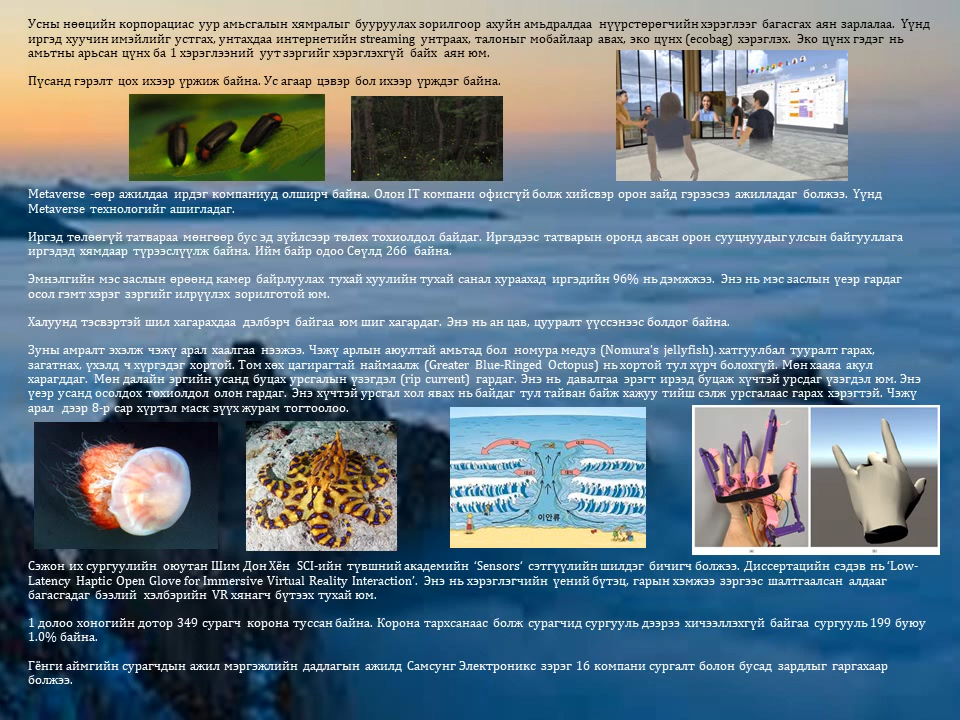 Усны нөөцийн корпорациас уур амьсгалын хямралыг бууруулах зорилгоор ахуйн амьдралдаа нүүрстөрөгчийн хэрэглээг багасгах аян зарлалаа. Үүнд
иргэд хуучин имэйлийг устгах, унтахдаа интернетийн streaming унтраах, талоныг мобайлаар авах, эко цүнх (ecobag) хэрэглэх. Эко цүнх гэдэг нь
амьтны арьсан цүнх ба 1 хэрэглээний уут зэргийг хэрэглэхгүй байх аян юм.
Пүсанд гэрэлт цох ихээр үржиж байна. Ус агаар цэвэр бол ихээр үрждэг байна.
Metaverse -өөр ажилдаа ирдэг компаниуд олширч байна. Олон IT компани офисгүй болж хийсвэр орон зайд гэрээсээ ажилладаг болжээ. Үүнд
Metaverse технологийг ашигладаг.
Иргэд төлөөгүй татвараа мөнгөөр бус эд зүйлсээр төлөх тохиолдол байдаг. Иргэдээс татварын оронд авсан орон сууцнуудыг улсын байгууллага
иргэдэд хямдаар түрээслүүлж байна. Ийм байр одоо Сөүлд 266 байна.
Эмнэлгийн мэс заслын өрөөнд камер байрлуулах тухай хуулийн тухай санал хураахад иргэдийн 96% нь дэмжжээ. Энэ нь мэс заслын үеэр гардаг
осол гэмт хэрэг зэргийг илрүүлэх зорилготой юм.
Халуунд тэсвэртэй шил хагарахдаа дэлбэрч байгаа юм шиг хагардаг. Энэ нь ан цав, цууралт үүссэнээс болдог байна.
Зуны амралт эхэлж чэжү арал хаалгаа нээжээ. Чэжү арлын аюултай амьтад бол номура медуз (Nomura's jellyfish). хатгуулбал тууралт гарах,
загатнах, үхэлд ч хүргэдэг хортой. Том хөх цагирагтай наймаалж (Greater Blue-Ringed Octopus) нь хортой тул хүрч болохгүй. Мөн хааяа акул
харагддаг. Мөн далайн эргийн усанд буцах урсгалын үзэгдэл (rip current) гардаг. Энэ нь давалгаа эрэгт ирээд буцаж хүчтэй урсдаг үзэгдэл юм. Энэ
үеэр усанд осолдох тохиолдол олон гардаг. Энэ хүчтэй урсгал хол явах нь байдаг тул тайван байж хажуу тийш сэлж урсгалаас гарах хэрэгтэй. Чэжү
арал дээр 8-р сар хүртэл маск зүүх журам тогтоолоо.
이안류
Сэжон их сургуулийн оюутан Шим Дон Хён SCI-ийн түвшний академийн ‘Sensors’ сэтгүүлийн шилдэг бичигч болжээ. Диссертацийн сэдэв нь ‘Low-
Latency Haptic Open Glove for Immersive Virtual Reality Interaction’. Энэ нь хэрэглэгчийн үений бүтэц, гарын хэмжээ зэргээс шалтгаалсан алдааг
багасгадаг бээлий хэлбэрийн VR хянагч бүтээх тухай юм.
1 долоо хоногийн дотор 349 сурагч корона туссан байна. Корона тархсанаас болж сурагчид сургууль дээрээ хичээллэхгүй байгаа сургууль 199 буюу
1.0% байна.
Гёнги аймгийн сурагчдын ажил мэргэжлийн дадлагын ажилд Самсунг Электроникс зэрэг 16 компани сургалт болон бусад зардлыг гаргахаар
болжээ.